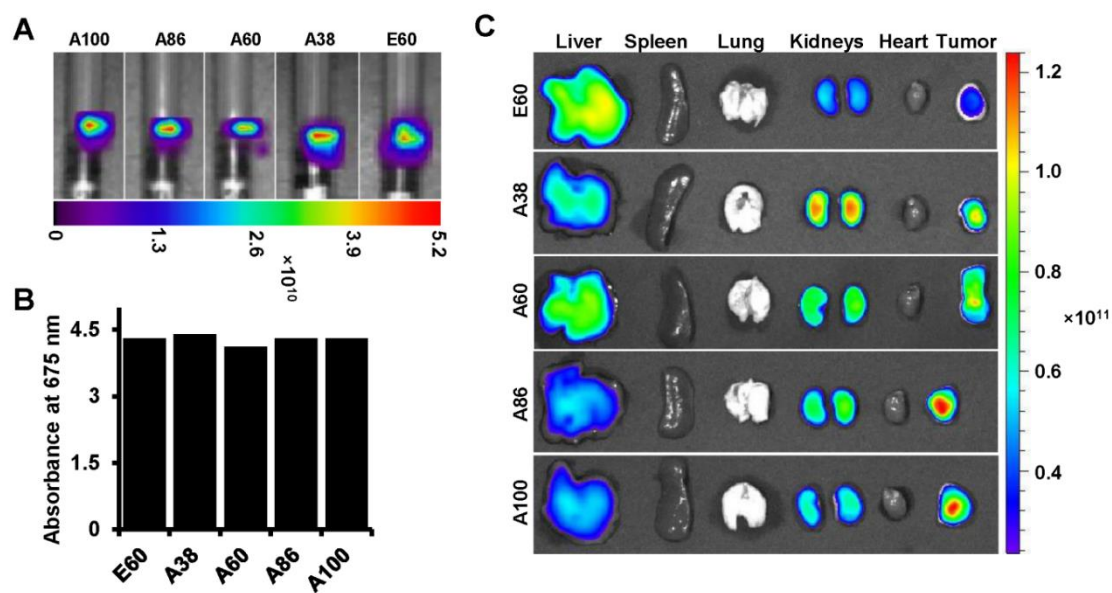 A
A100 A86 A60 A38 E60
0 1.3 2.6 3.9 5.2
×10¹⁰
B
Absorbance at 675 nm
4.5
3
1.5
0
E60 A38 A60 A86 A100
C
Liver Spleen Lung Kidneys Heart Tumor
E60
A38
A60
A86
A100
1.2
1.0
0.8
×10¹¹
0.6
0.4